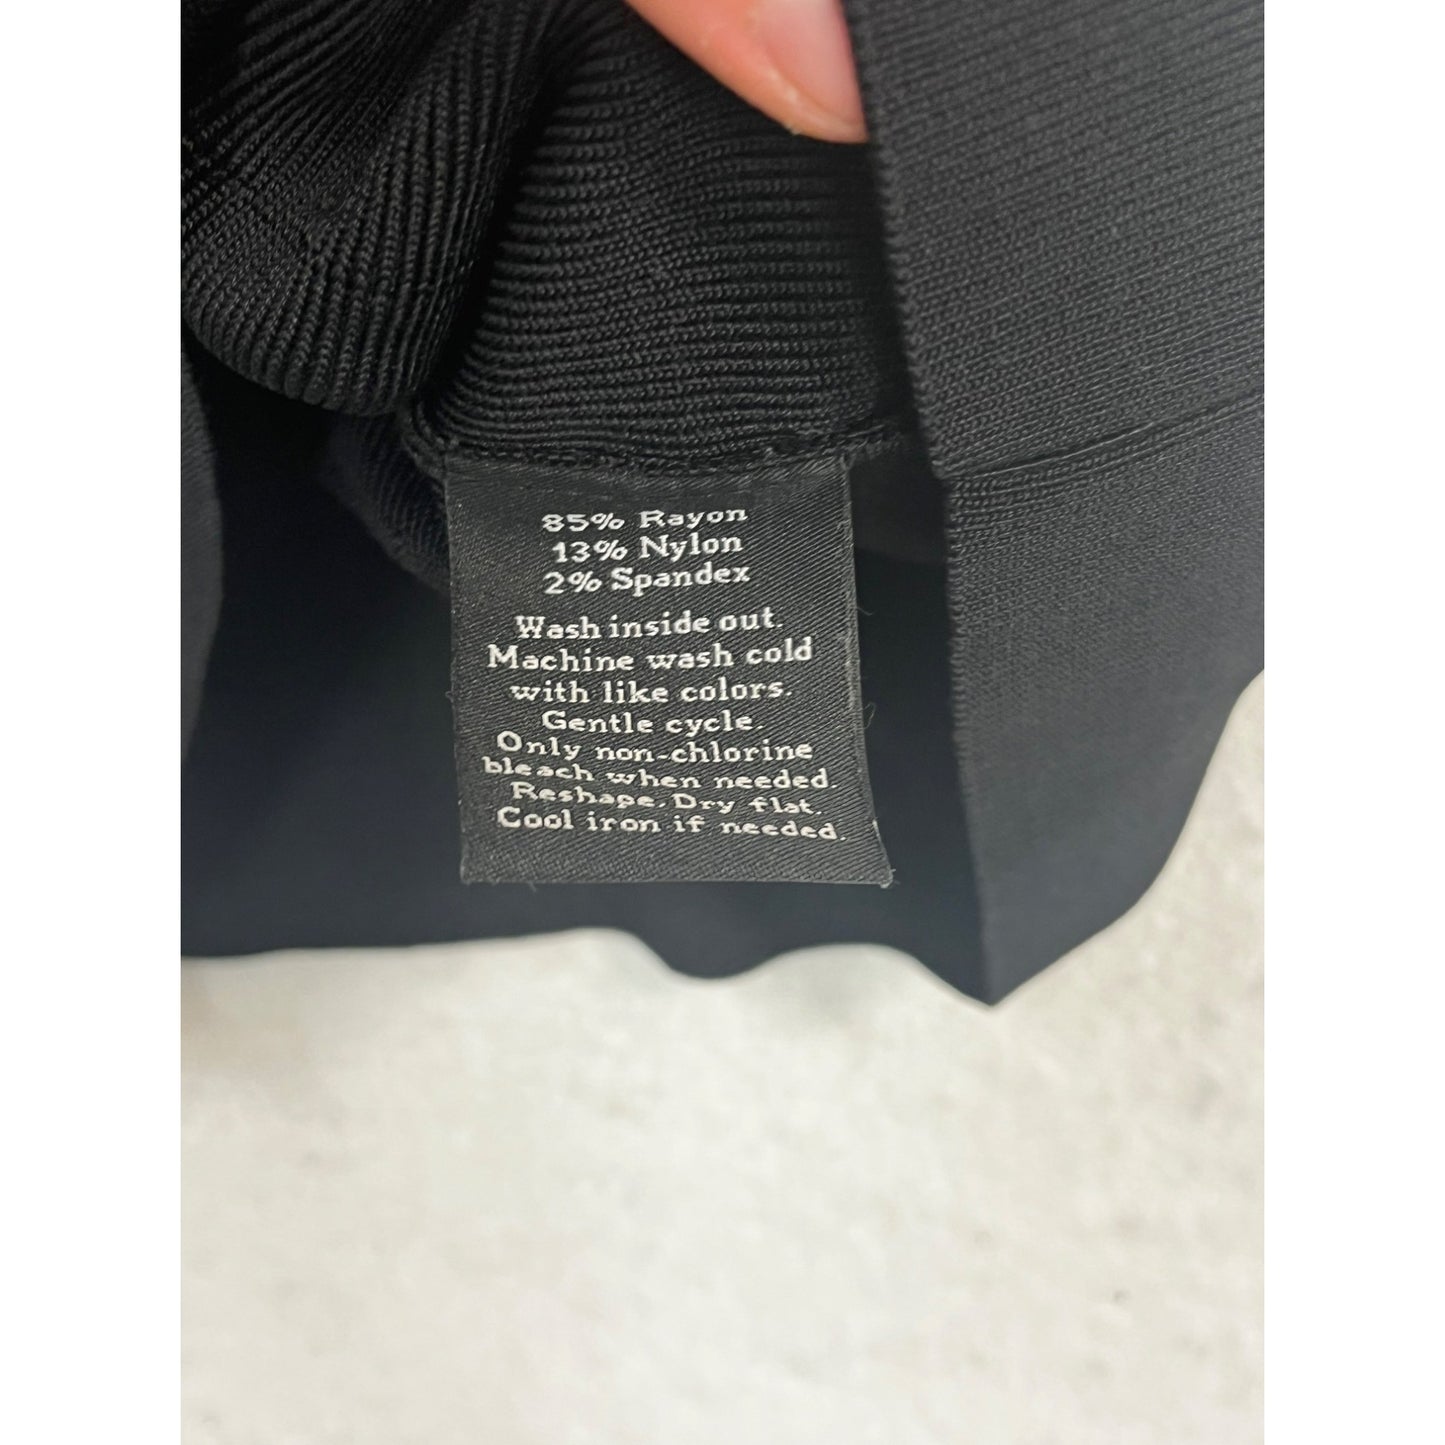 85% Rayon
13% Nylon
2% Spandex
Wash inside out.
Machine wash cold
with like colors.
Gentle cycle.
Only non-chlorine
bleach when needed.
Reshape. Dry flat.
Cool iron if needed.